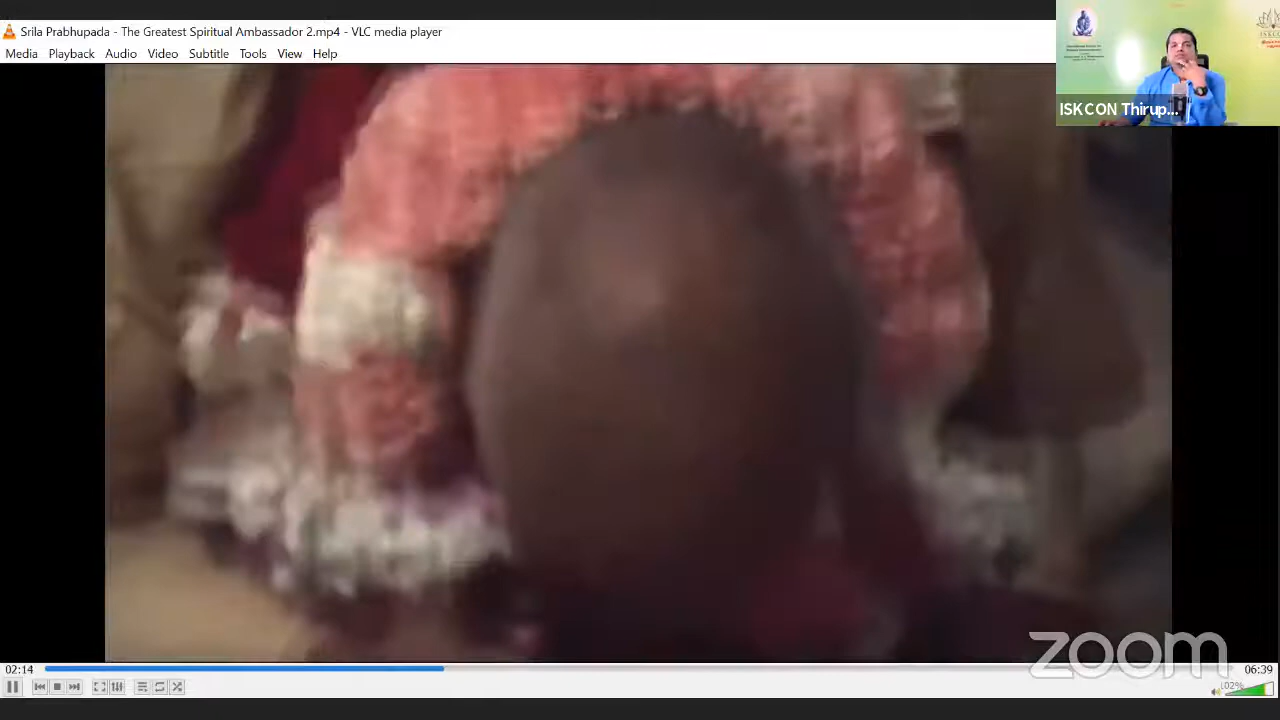 Srila Prabhupada - The Greatest Spiritual Ambassador 2.mp4 - VLC media player
Media Playback Audio Video Subtitle Tools View Help
ISKCON Thirup...
zoom
02:14
06:39
102%